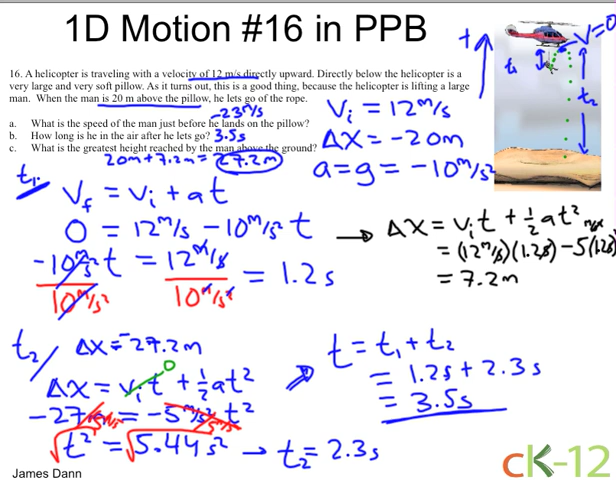 1D Motion #16 in PPB
16. A helicopter is traveling with a velocity of 12 m/s directly upward. Directly below the helicopter is a
very large and very soft pillow. As it turns out, this is a good thing, because the helicopter is lifting a large
man. When the man is 20 m above the pillow, he lets go of the rope.
-23 m/s
a. What is the speed of the man just before he lands on the pillow?
b. How long is he in the air after he lets go? 3.5s
c. What is the greatest height reached by the man above the ground?
20m + 7.2m = 27.2m
+
V=0
t₁
t₂
Vi = 12 m/s
ΔX = -20m
a = g = -10 m/s²
t₁
Vf = Vi + at
0 = 12 m/s - 10 m/s² t
-10 m/s² t = 12 m/s = 1.2s
10 m/s² 10 m/s²
→ ΔX = Vit + ½at²
= (12 m/s)(1.2s) - 5(1.2s)
= 7.2m
t₂/ ΔX = -27.2m
ΔX = Vit + ½at²
0
= -5 m/s² t²
√t² = √5.44s² → t₂ = 2.3s
t = t₁ + t₂
= 1.2s + 2.3s
= 3.5s
James Dann
cK-12